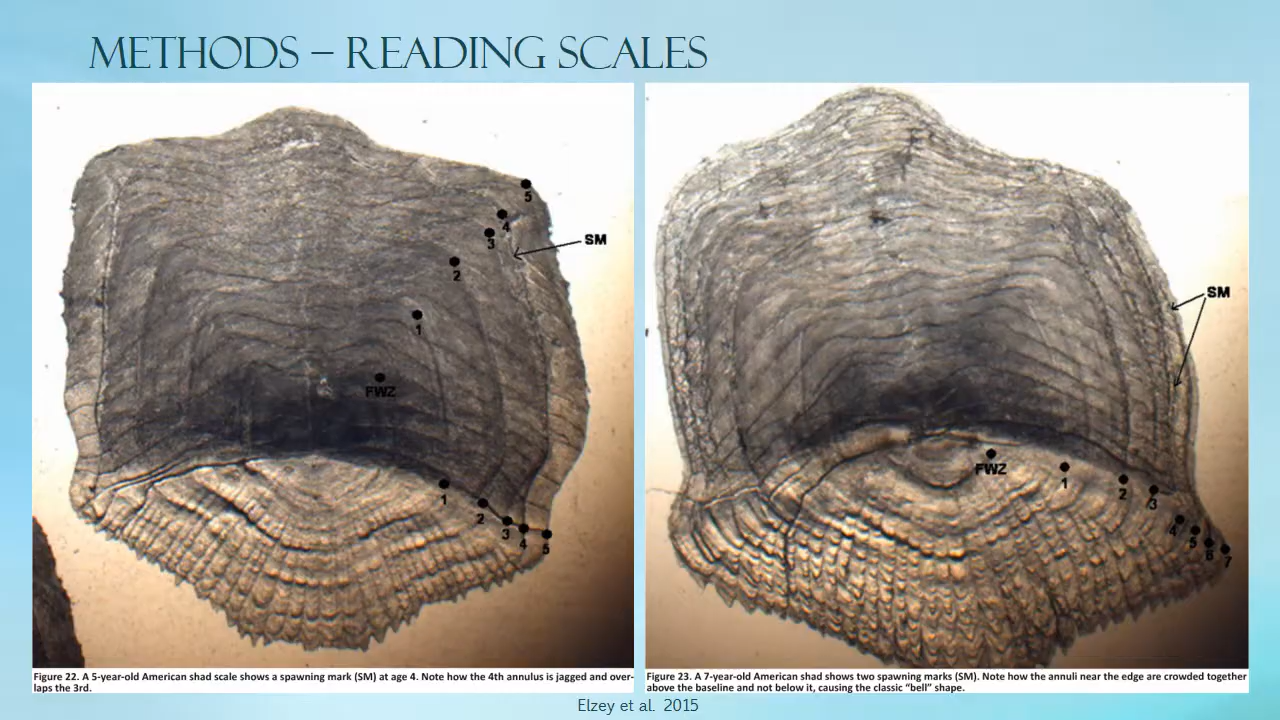 METHODS – READING SCALES
5
4
3
SM
2
1
FWZ
1
2
3
4
5
SM
FWZ
1
2
3
4
5
6
7
Figure 22. A 5-year-old American shad scale shows a spawning mark (SM) at age 4. Note how the 4th annulus is jagged and over-
laps the 3rd.
Figure 23. A 7-year-old American shad shows two spawning marks (SM). Note how the annuli near the edge are crowded together
above the baseline and not below it, causing the classic “bell” shape.
Elzey et al. 2015